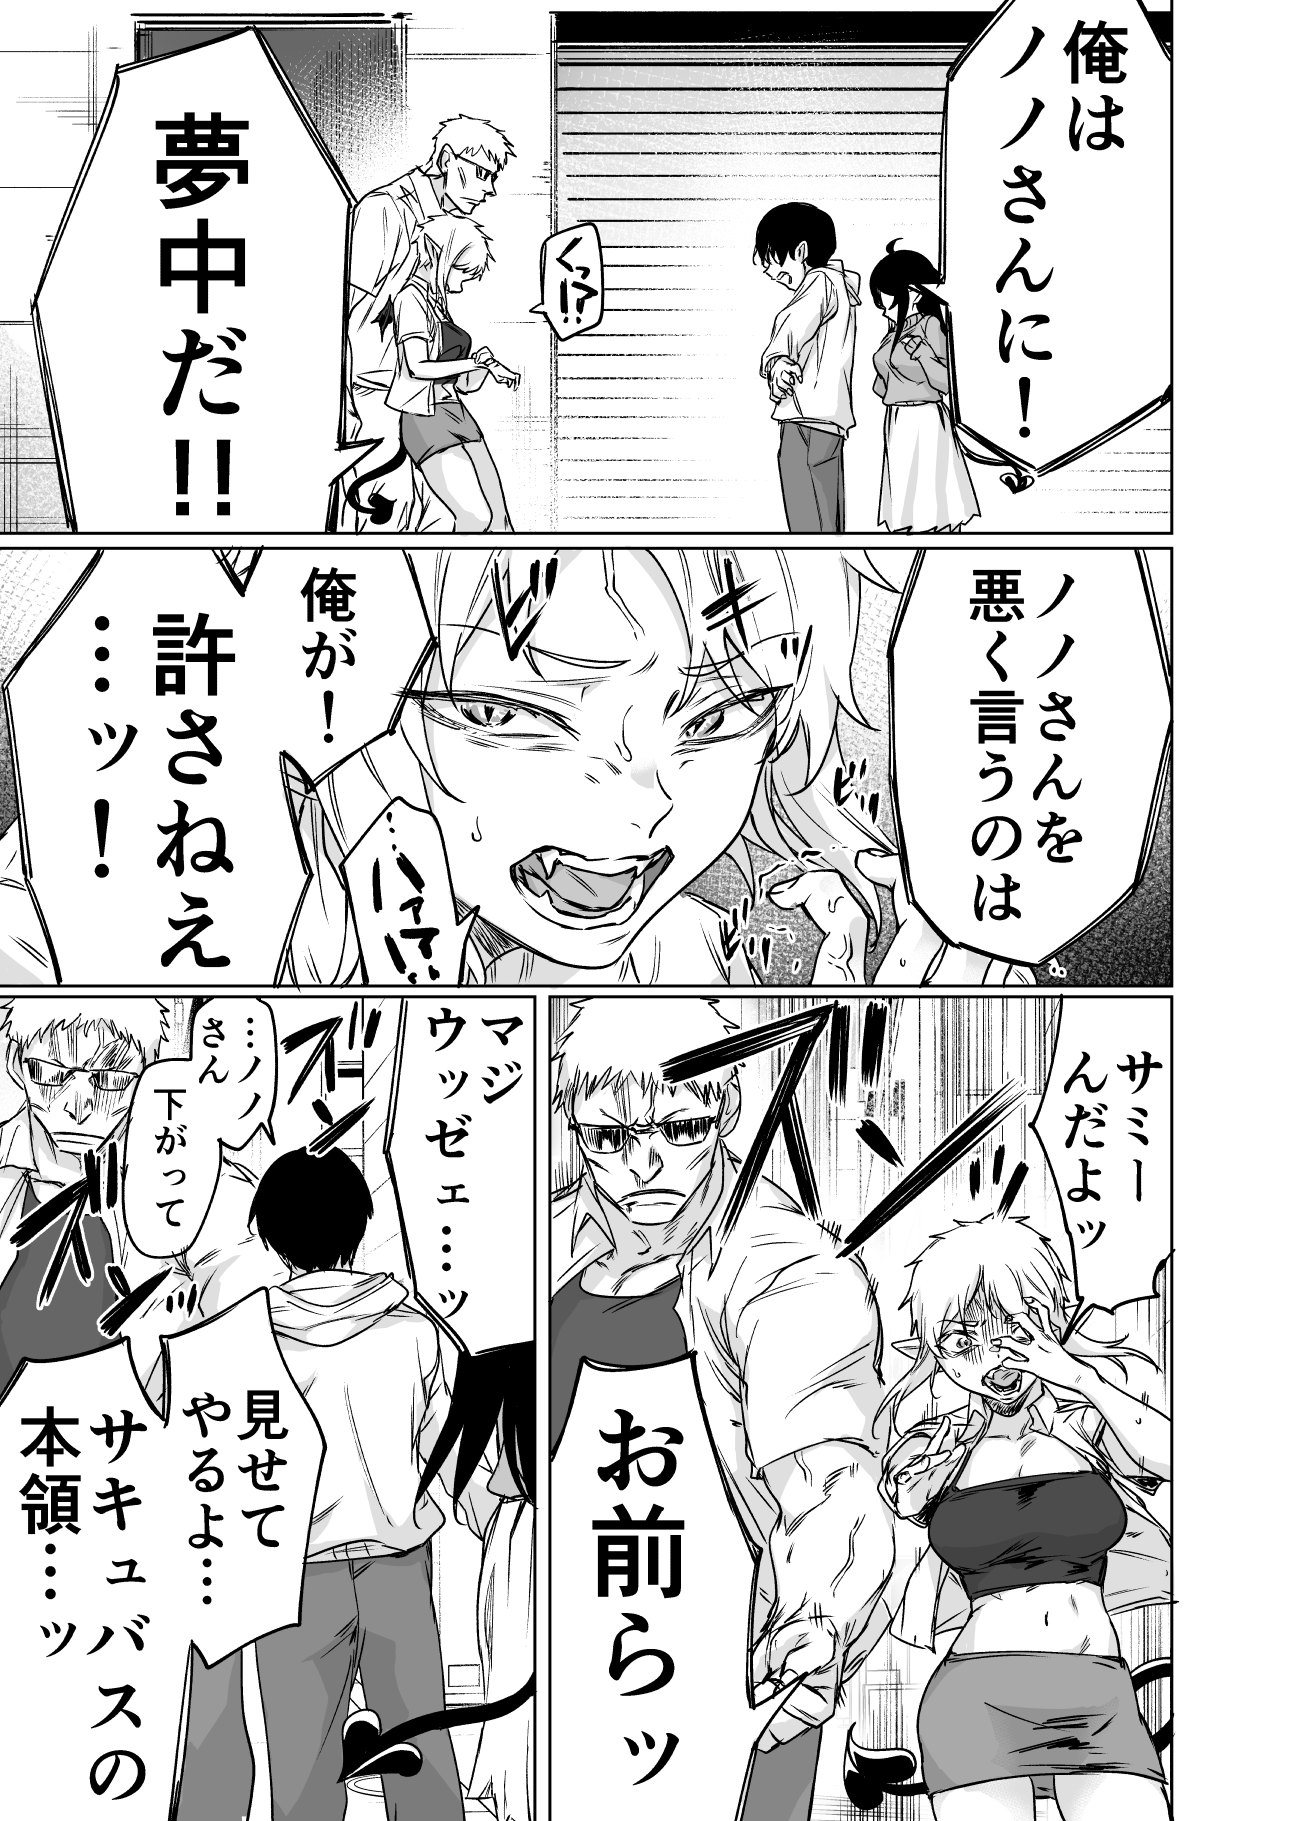 俺は
ノノさんに！
くっ!?
夢中だ!!
ノノさんを
悪く言うのは
俺が！
許さねえ
…ッ！
…ハァア!?
サミー
んだよッ
お前らッ
マジ
ウッゼェ…ッ
…ノノ
さん
下がって
見せて
やるよ…
サキュバスの
本領…ッ